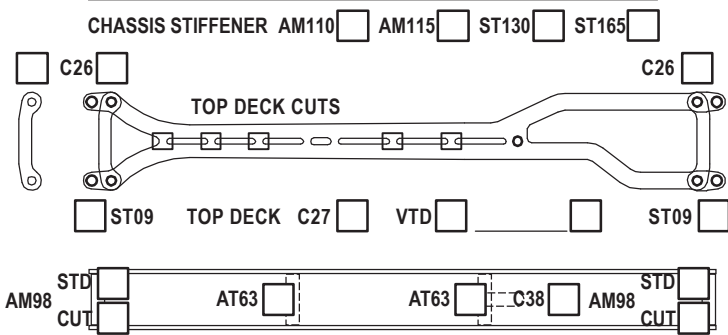 CHASSIS STIFFENER AM110 AM115 ST130 ST165
C26 C26
TOP DECK CUTS
ST09 TOP DECK C27 VTD ST09
STD STD
AM98 AT63 AT63 C38 AM98
CUT CUT